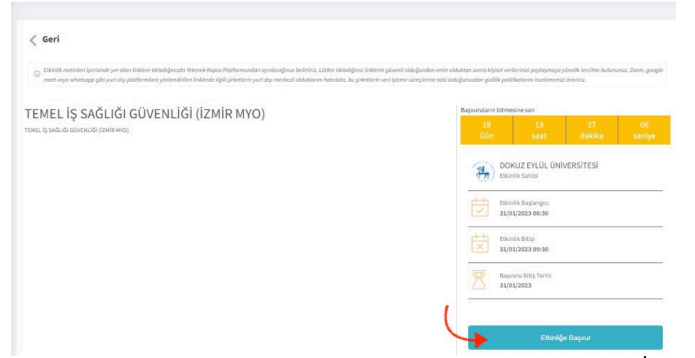 Geri
Etkinlik metinleri içerisinde yer alan linklere tıkladığınızda Yetenek Kapısı Platformundan ayrılacağınızı belirtiriz. Lütfen tıkladığınız linklerin güvenli olduğundan emin olduktan sonra kişisel verilerinizi paylaşmaya yönelik tercihte bulununuz. Zoom, google
meet veya whatsapp gibi yurt dışı platformlara yönlendirilen linklerde ilgili şirketlerin yurt dışı merkezli olduklarını hatırlatır, bu şirketlerin veri işleme süreçlerine tabi olduğunuzdan gizlilik politikalarını incelemenizi öneririz.
TEMEL İŞ SAĞLIĞI GÜVENLİĞİ (İZMİR MYO)
TEMEL İŞ SAĞLIĞI GÜVENLİĞİ (İZMİR MYO)
Başvuruların bitmesine son
19 13 27 06
Gün saat dakika saniye
DOKUZ EYLÜL ÜNİVERSİTESİ
Etkinlik Sahibi
Etkinlik Başlangıcı
31/01/2023 08:30
Etkinlik Bitişi
31/01/2023 09:30
Başvuru Bitiş Tarihi
31/01/2023
Etkinliğe Başvur